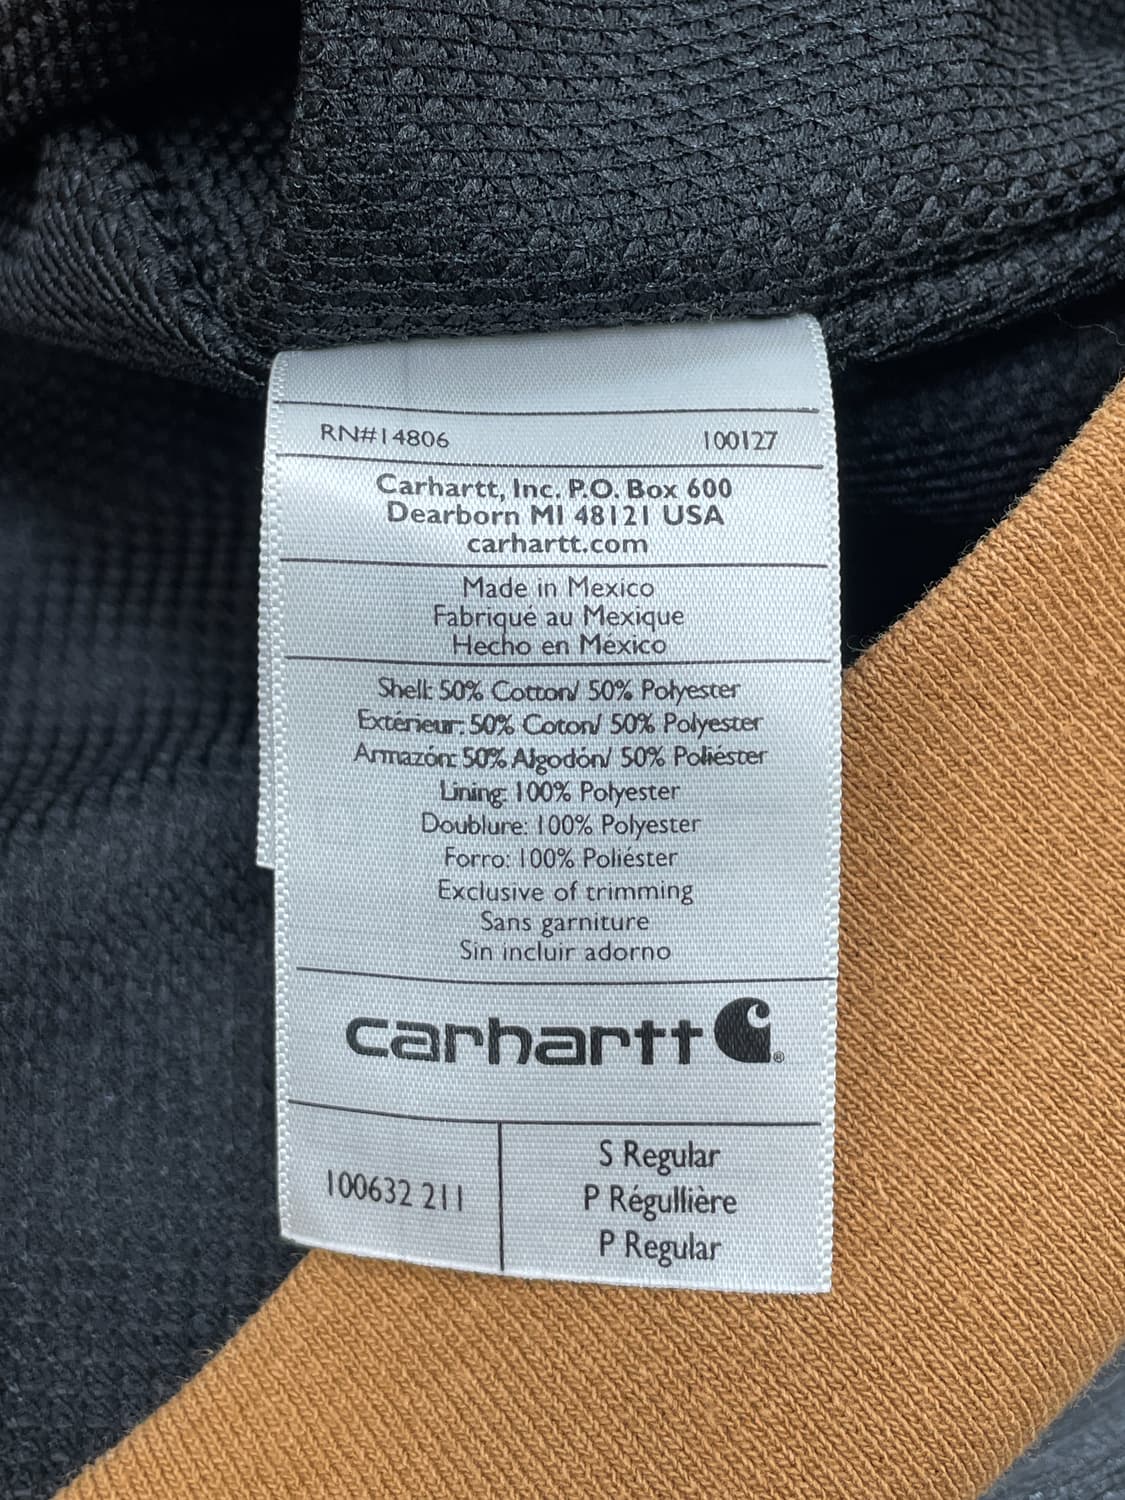 RN#14806 100127
Carhartt, Inc. P.O. Box 600
Dearborn MI 48121 USA
carhartt.com
Made in Mexico
Fabriqué au Mexique
Hecho en México
Shell: 50% Cotton/ 50% Polyester
Extérieur: 50% Coton/ 50% Polyester
Armazón: 50% Algodón/ 50% Poliéster
Lining: 100% Polyester
Doublure: 100% Polyester
Forro: 100% Poliéster
Exclusive of trimming
Sans garniture
Sin incluir adorno
carhartt ®
100632 211
S Regular
P Régullière
P Regular